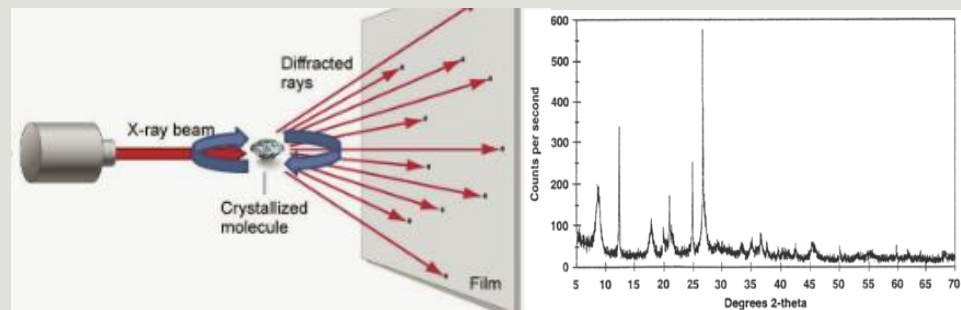 Diffracted
rays
X-ray beam
Crystallized
molecule
Film
Counts per second
600
500
400
300
200
100
0
5 10 15 20 25 30 35 40 45 50 55 60 65 70
Degrees 2-theta